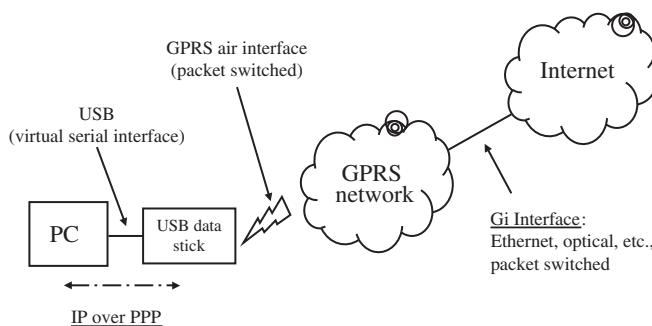 GPRS air interface
(packet switched)
Internet
USB
(virtual serial interface)
GPRS
network
PC
USB data
stick
Gi Interface:
Ethernet, optical, etc.,
packet switched
IP over PPP